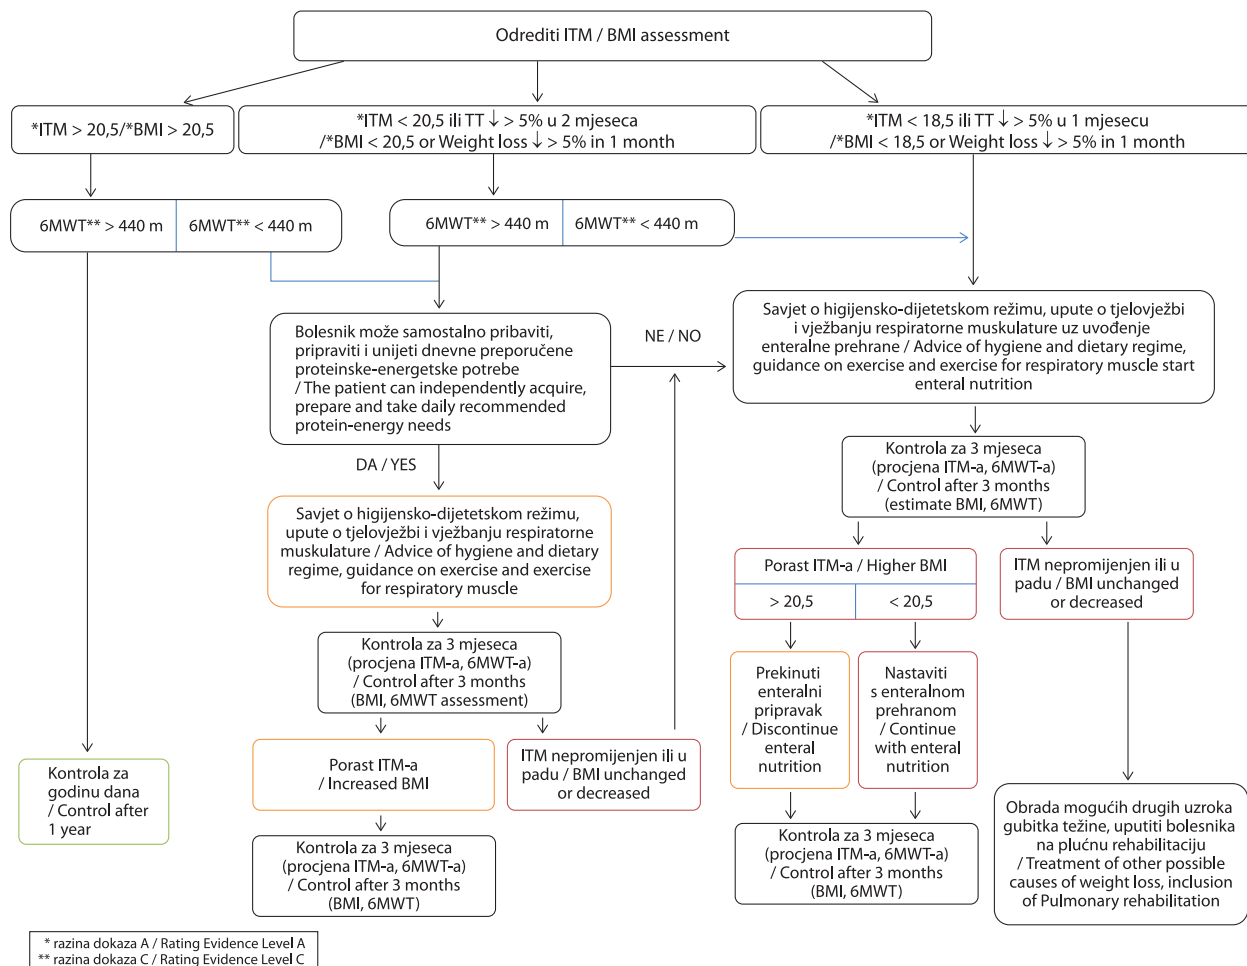 Odrediti ITM / BMI assessment
*ITM > 20,5/*BMI > 20,5
*ITM < 20,5 ili TT ↓ > 5% u 2 mjeseca
/*BMI < 20,5 or Weight loss ↓ > 5% in 1 month
*ITM < 18,5 ili TT ↓ > 5% u 1 mjesecu
/*BMI < 18,5 or Weight loss ↓ > 5% in 1 month
6MWT** > 440 m
6MWT** < 440 m
6MWT** > 440 m
6MWT** < 440 m
Bolesnik može samostalno pribaviti,
pripraviti i unijeti dnevne preporučene
proteinske-energetske potrebe
/ The patient can independently acquire,
prepare and take daily recommended
protein-energy needs
NE / NO
Savjet o higijensko-dijetetskom režimu, upute o tjelovježbi
i vježbanju respiratorne muskulature uz uvođenje
enteralne prehrane / Advice of hygiene and dietary regime,
guidance on exercise and exercise for respiratory muscle start
enteral nutrition
DA / YES
Savjet o higijensko-dijetetskom režimu,
upute o tjelovježbi i vježbanju respiratorne
muskulature / Advice of hygiene and dietary
regime, guidance on exercise and exercise
for respiratory muscle
Kontrola za 3 mjeseca
(procjena ITM-a, 6MWT-a)
/ Control after 3 months
(estimate BMI, 6MWT)
Porast ITM-a / Higher BMI
> 20,5
< 20,5
ITM nepromijenjen ili u
padu / BMI unchanged
or decreased
Kontrola za 3 mjeseca
(procjena ITM-a, 6MWT-a)
/ Control after 3 months
(BMI, 6MWT assessment)
Prekinuti
enteralni
pripravak
/ Discontinue
enteral
nutrition
Nastaviti
s enteralnom
prehranom
/ Continue
with enteral
nutrition
Kontrola za
godinu dana
/ Control after
1 year
Porast ITM-a
/ Increased BMI
ITM nepromijenjen ili u
padu / BMI unchanged
or decreased
Kontrola za 3 mjeseca
(procjena ITM-a, 6MWT-a)
/ Control after 3 months
(BMI, 6MWT)
Kontrola za 3 mjeseca
(procjena ITM-a, 6MWT-a)
/ Control after 3 months
(BMI, 6MWT)
Obrada mogućih drugih uzroka
gubitka težine, uputiti bolesnika
na plućnu rehabilitaciju
/ Treatment of other possible
causes of weight loss, inclusion
of Pulmonary rehabilitation
* razina dokaza A / Rating Evidence Level A
** razina dokaza C / Rating Evidence Level C